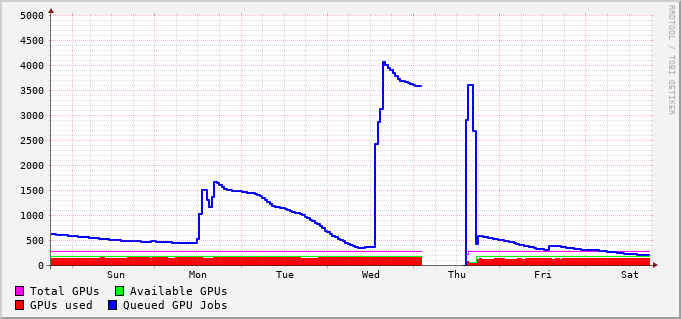 5000
4500
4000
3500
3000
2500
2000
1500
1000
500
0
Sun Mon Tue Wed Thu Fri Sat
Total GPUs Available GPUs
GPUs used Queued GPU Jobs
RRDTOOL / TOBI OETIKER